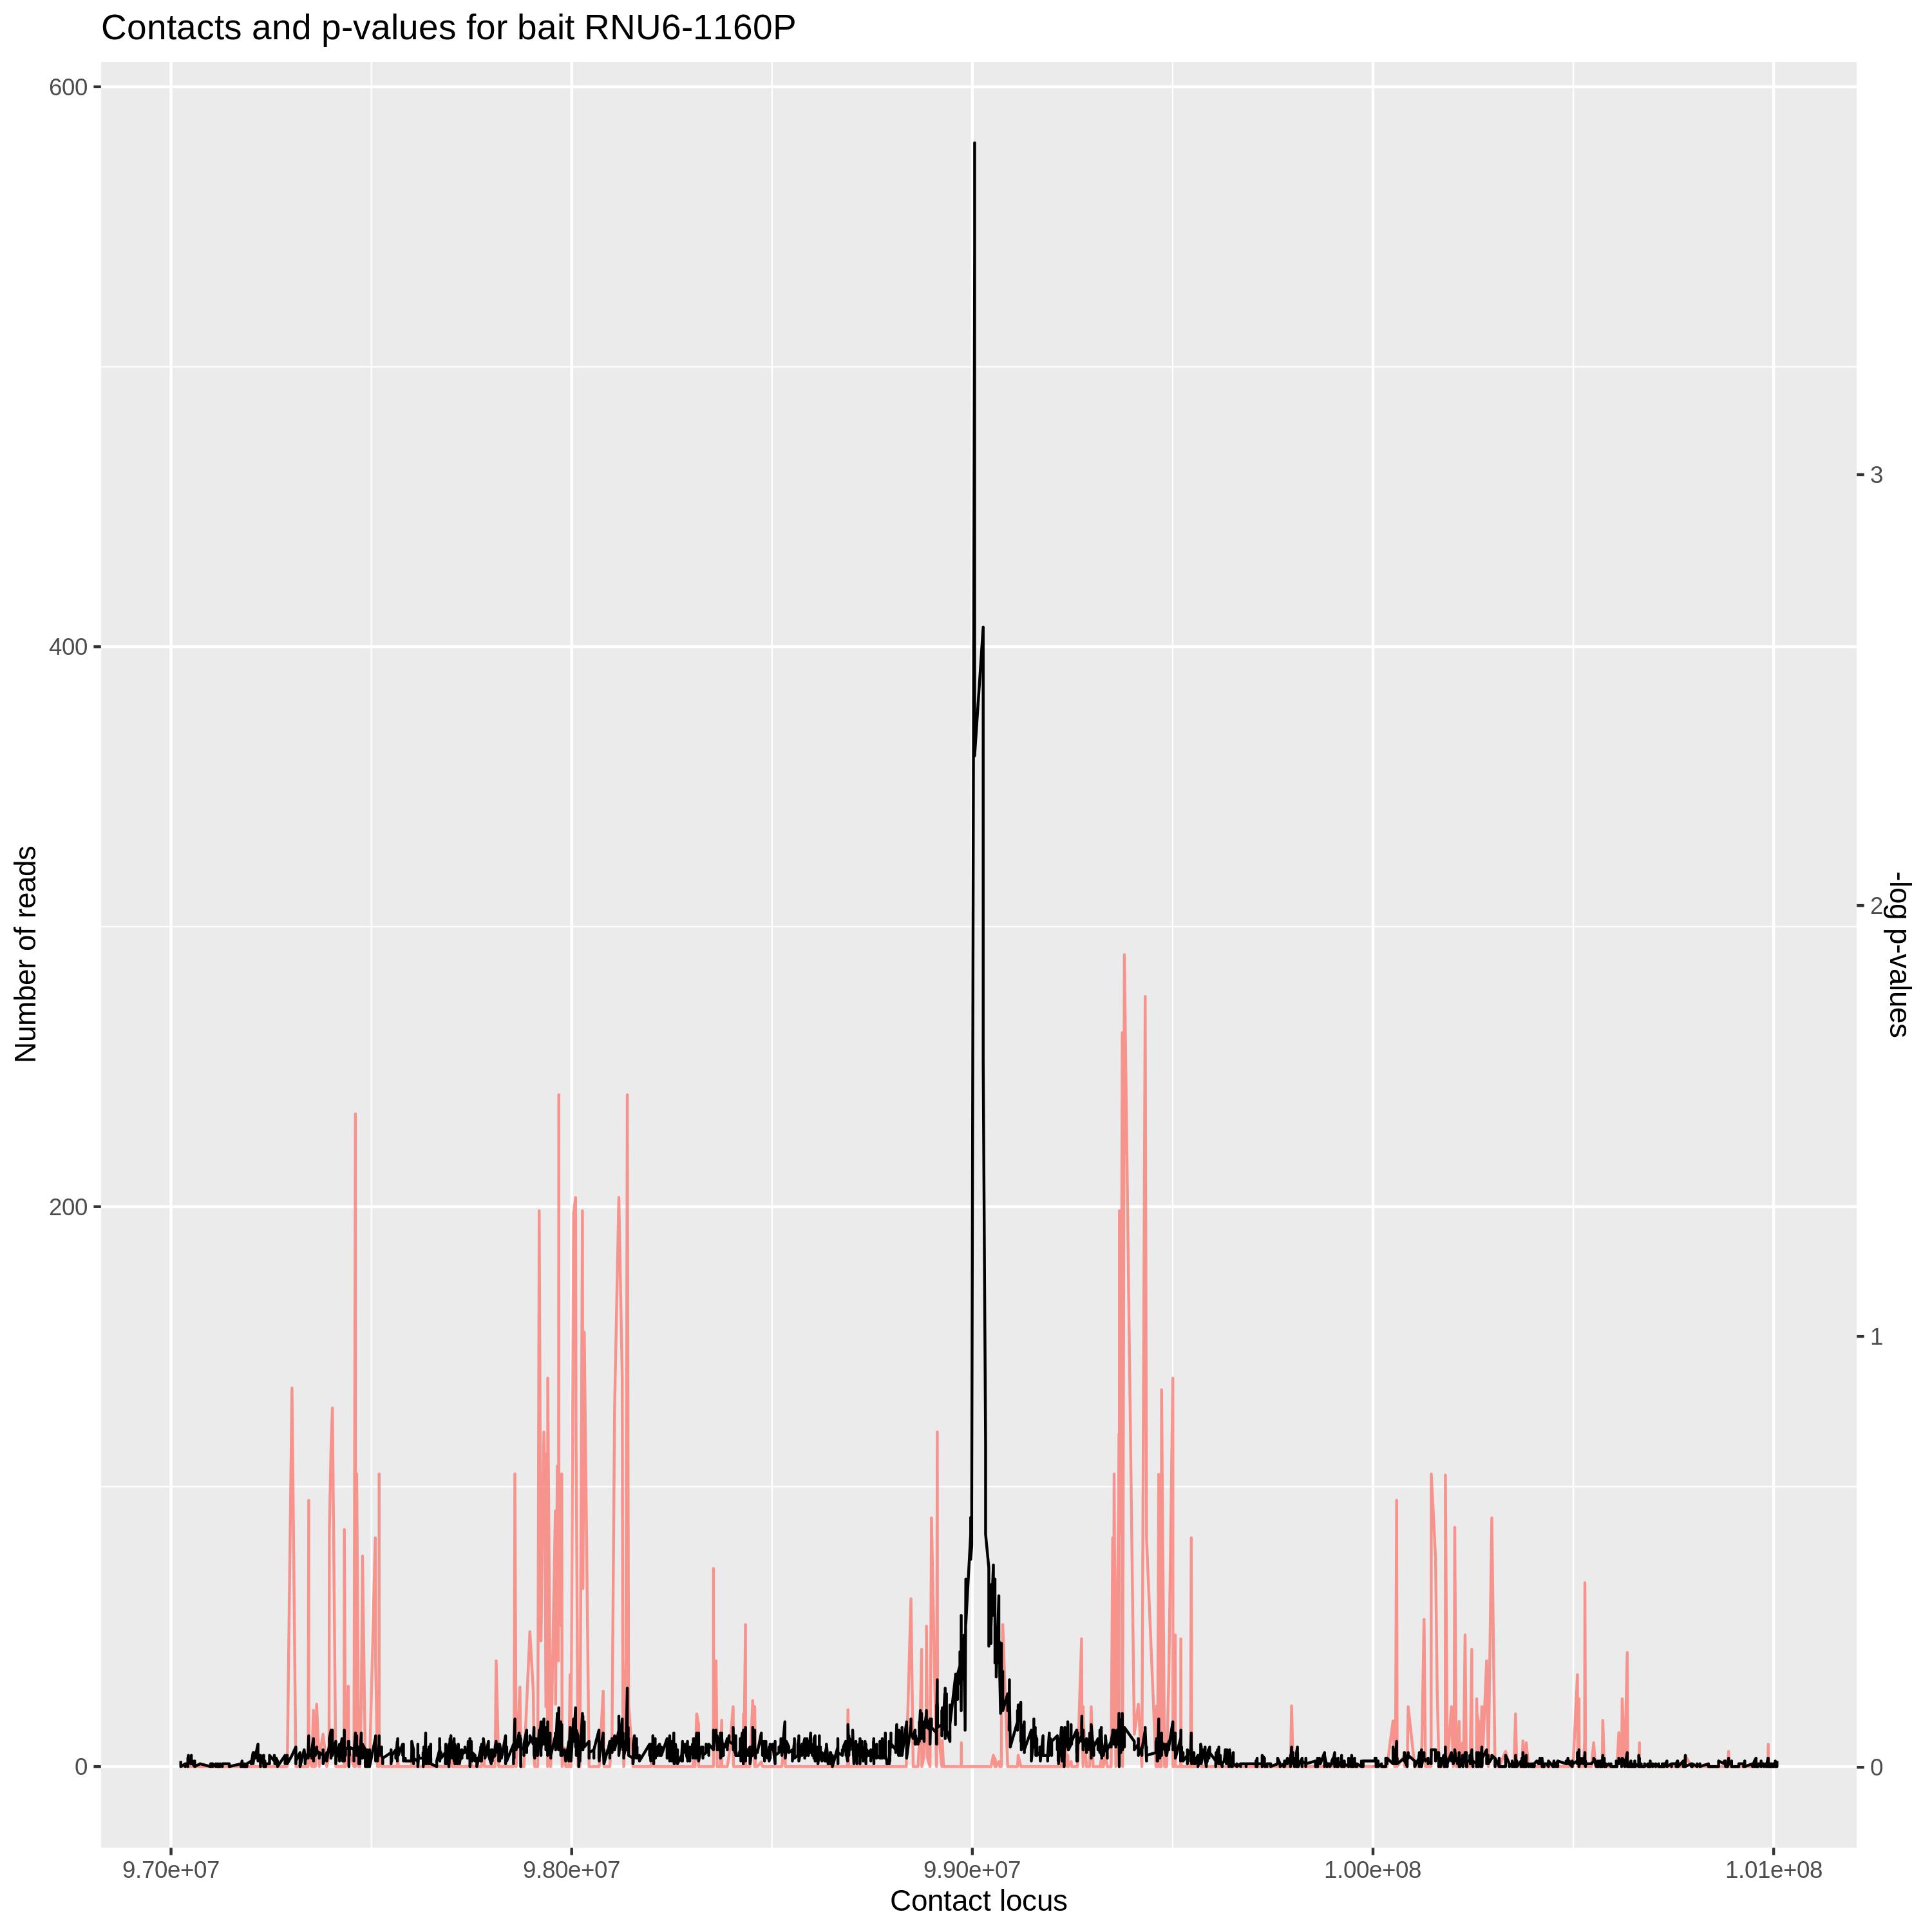 Contacts and p-values for bait RNU6-1160P
600
400
200
0
Number of reads
3
2
1
0
-log p-values
9.70e+07
9.80e+07
9.90e+07
1.00e+08
1.01e+08
Contact locus